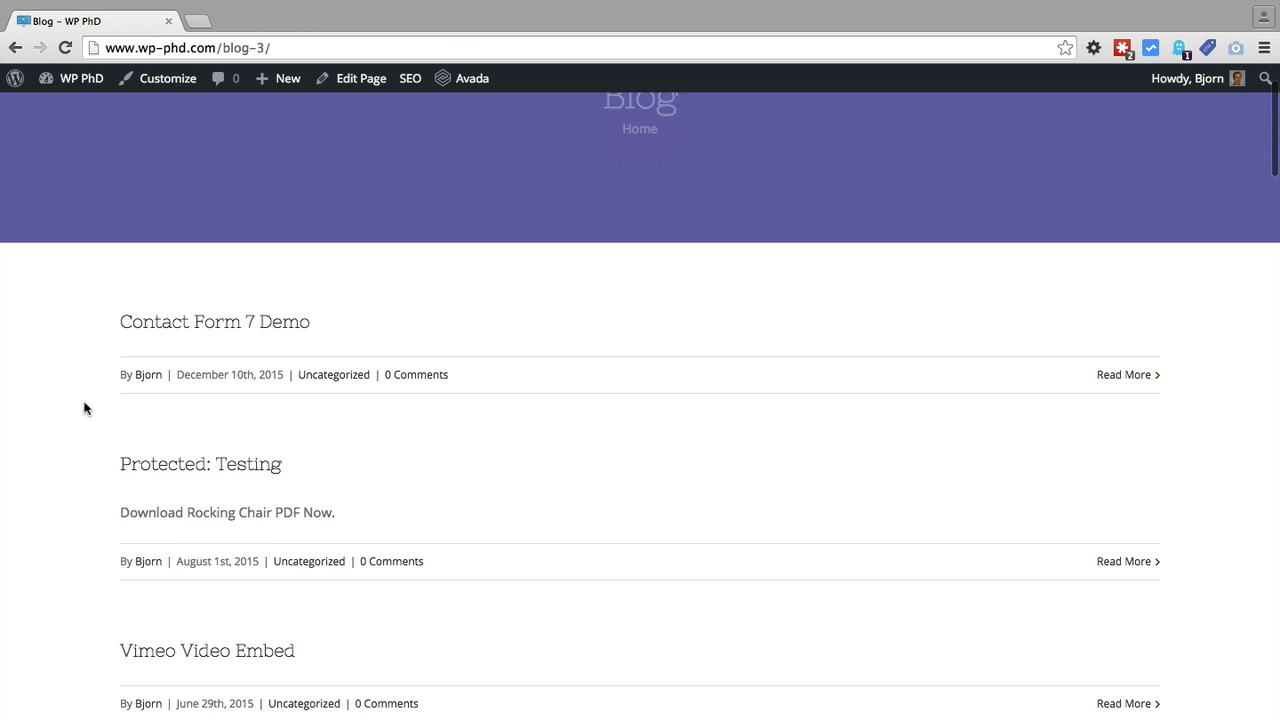 Blog – WP PhD
www.wp-phd.com/blog-3/
2
1
WP PhD Customize 0 New Edit Page SEO Avada Howdy, Bjorn
Blog
Home
Contact Form 7 Demo
By Bjorn | December 10th, 2015 | Uncategorized | 0 Comments Read More
Protected: Testing
Download Rocking Chair PDF Now.
By Bjorn | August 1st, 2015 | Uncategorized | 0 Comments Read More
Vimeo Video Embed
By Bjorn | June 29th, 2015 | Uncategorized | 0 Comments Read More